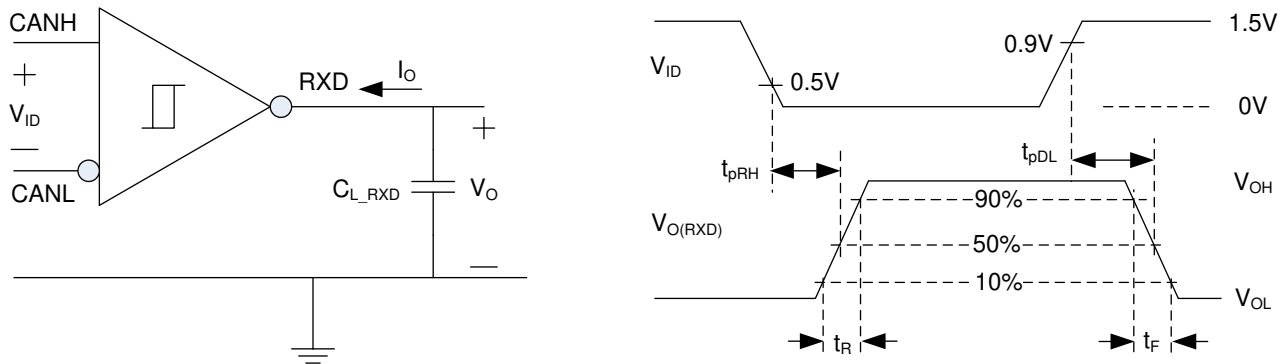 CANH
+
V_ID
—
CANL
RXD
I_O
C_L_RXD
+
V_O
—
V_ID
0.5V
0.9V
1.5V
0V
t_pRH
t_pDL
V_O(RXD)
90%
50%
10%
V_OH
V_OL
t_R
t_F